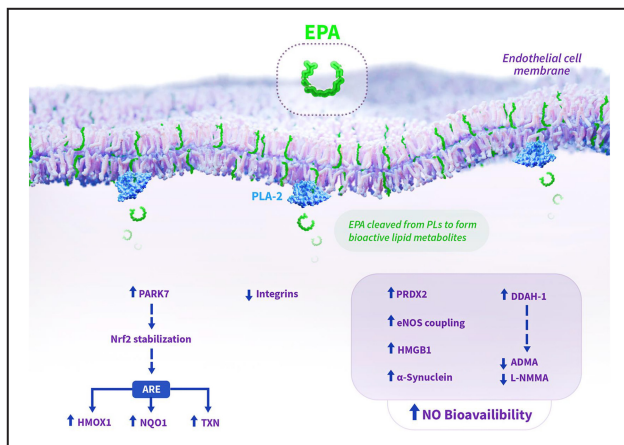 EPA
Endothelial cell
membrane
PLA-2
EPA cleaved from PLs to form
bioactive lipid metabolites
PARK7
Nrf2 stabilization
ARE
HMOX1
NQO1
TXN
Integrins
PRDX2
eNOS coupling
HMGB1
α-Synuclein
DDAH-1
ADMA
L-NMMA
NO Bioavailibility